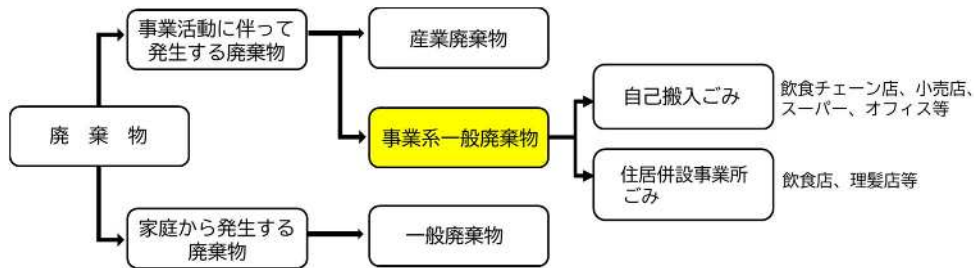 事業活動に伴って
発生する廃棄物
産業廃棄物
自己搬入ごみ
飲食チェーン店、小売店、
スーパー、オフィス等
廃棄物
事業系一般廃棄物
住居併設事業所
ごみ
飲食店、理髪店等
家庭から発生する
廃棄物
一般廃棄物